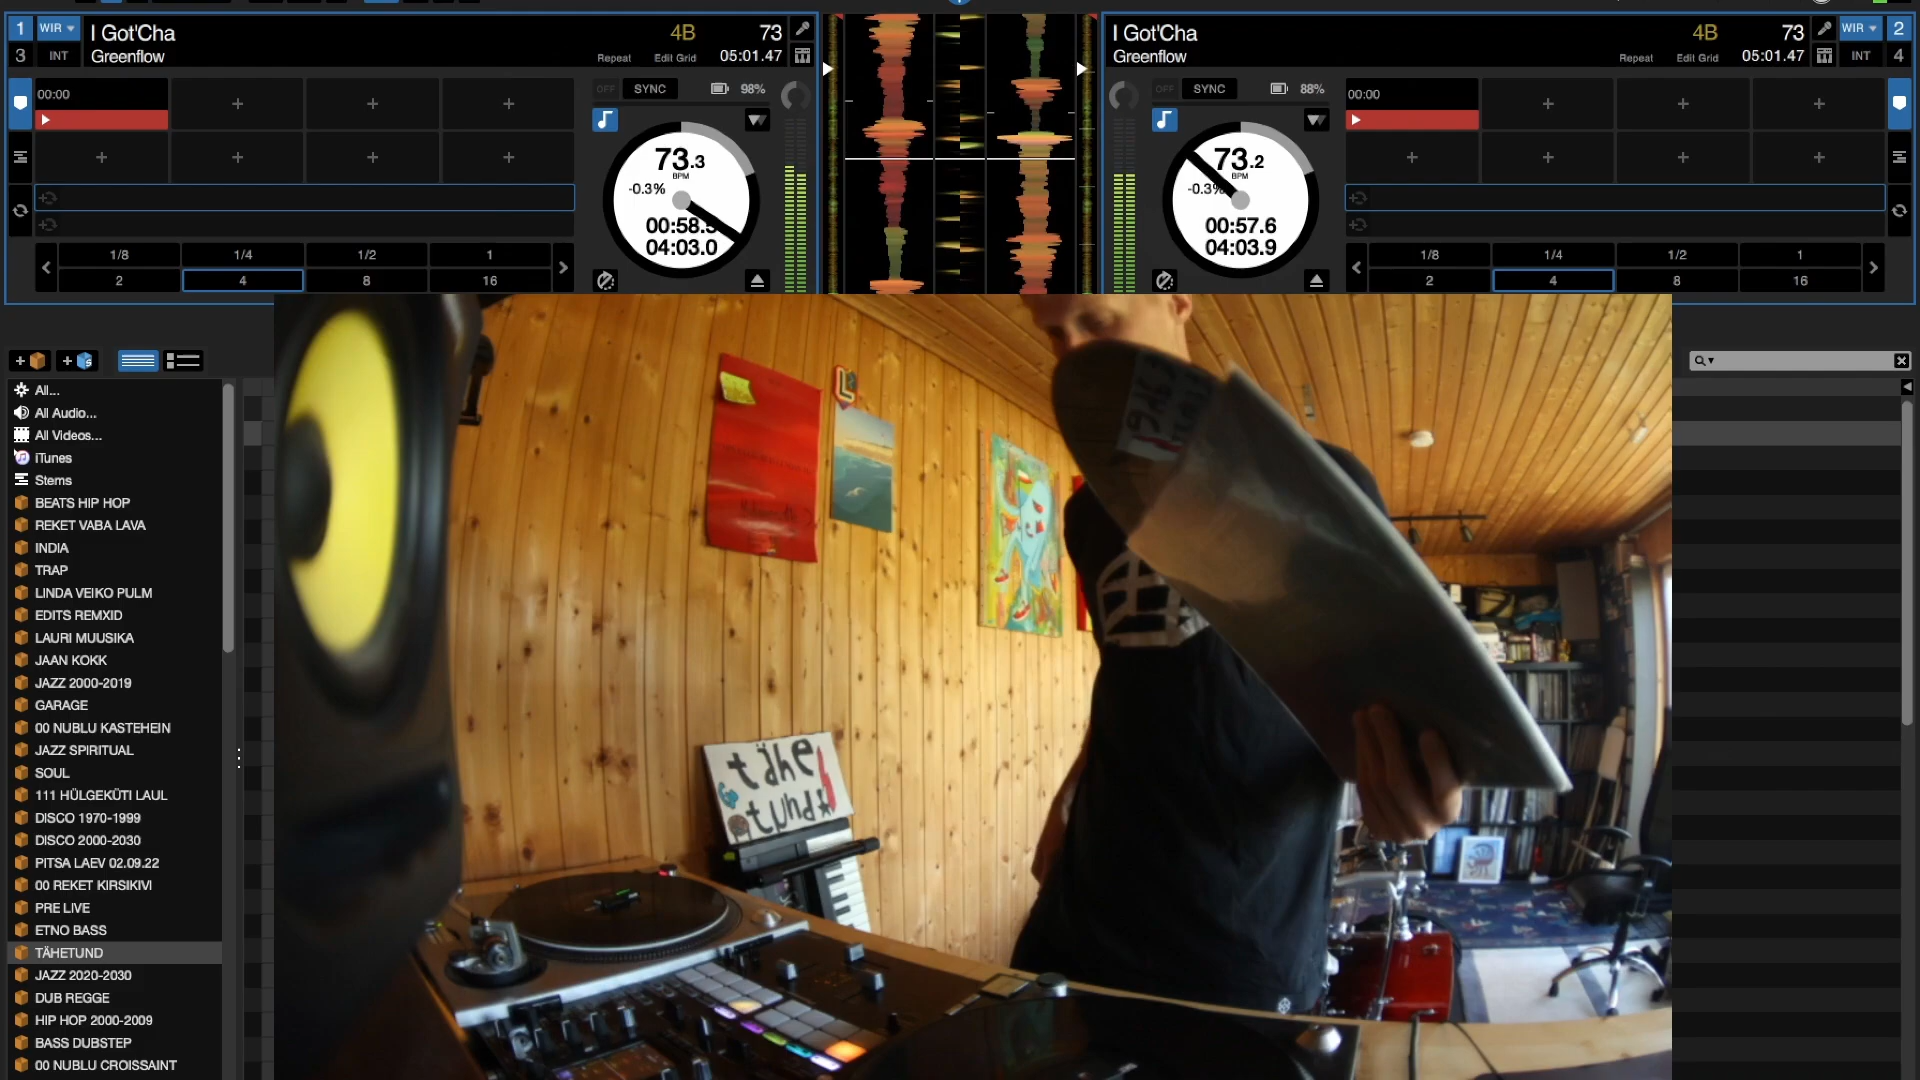 1 WIR I Got'Cha 4B 73
3 INT Greenflow Repeat Edit Grid 05:01.47
I Got'Cha 4B 73 WIR 2
Greenflow Repeat Edit Grid 05:01.47 INT 4
00:00
OFF SYNC 98%
73.3
BPM
-0.3%
00:58.5
04:03.0
1/8 1/4 1/2 1
2 4 8 16
OFF SYNC 88%
73.2
BPM
-0.3%
00:57.6
04:03.9
00:00
1/8 1/4 1/2 1
2 4 8 16
All...
All Audio...
All Videos...
iTunes
Stems
BEATS HIP HOP
REKET VABA LAVA
INDIA
TRAP
LINDA VEIKO PULM
EDITS REMXID
LAURI MUUSIKA
JAAN KOKK
JAZZ 2000-2019
GARAGE
00 NUBLU KASTEHEIN
JAZZ SPIRITUAL
SOUL
111 HÜLGEKÜTI LAUL
DISCO 1970-1999
DISCO 2000-2030
PITSA LAEV 02.09.22
00 REKET KIRSIKIVI
PRE LIVE
ETNO BASS
TÄHETUND
JAZZ 2020-2030
DUB REGGE
HIP HOP 2000-2009
BASS DUBSTEP
00 NUBLU CROISSAINT
L
tähe
tund!